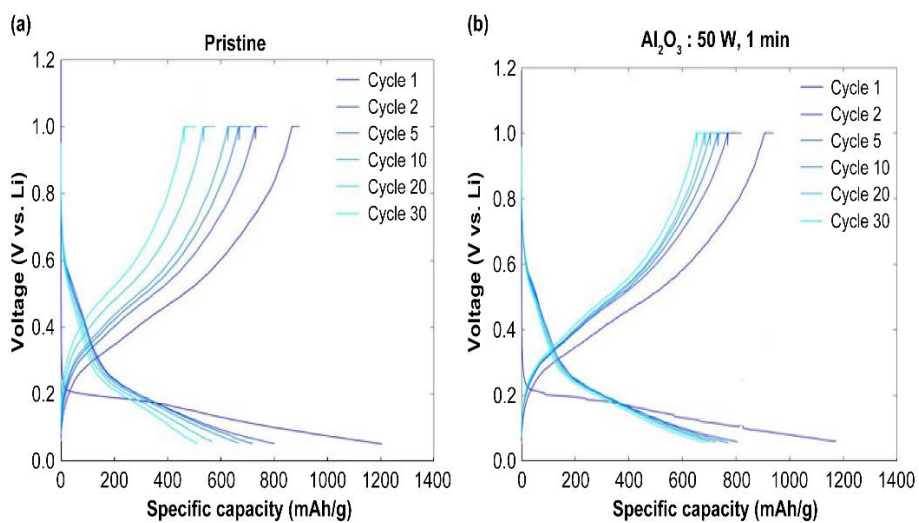 (a)
Pristine
1.2
1.0
0.8
0.6
0.4
0.2
0.0
Voltage (V vs. Li)
Cycle 1
Cycle 2
Cycle 5
Cycle 10
Cycle 20
Cycle 30
0 200 400 600 800 1000 1200 1400
Specific capacity (mAh/g)
(b)
Al₂O₃ : 50 W, 1 min
1.2
1.0
0.8
0.6
0.4
0.2
0.0
Voltage (V vs. Li)
Cycle 1
Cycle 2
Cycle 5
Cycle 10
Cycle 20
Cycle 30
0 200 400 600 800 1000 1200 1400
Specific capacity (mAh/g)